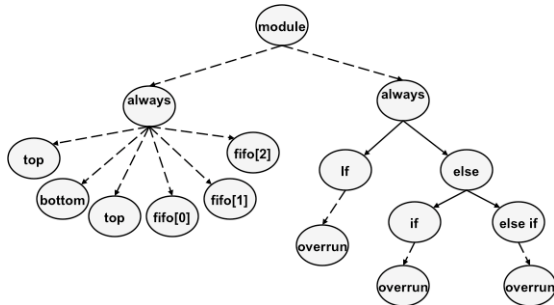 module
always
always
top
bottom
top
fifo[0]
fifo[1]
fifo[2]
If
else
overrun
if
else if
overrun
overrun